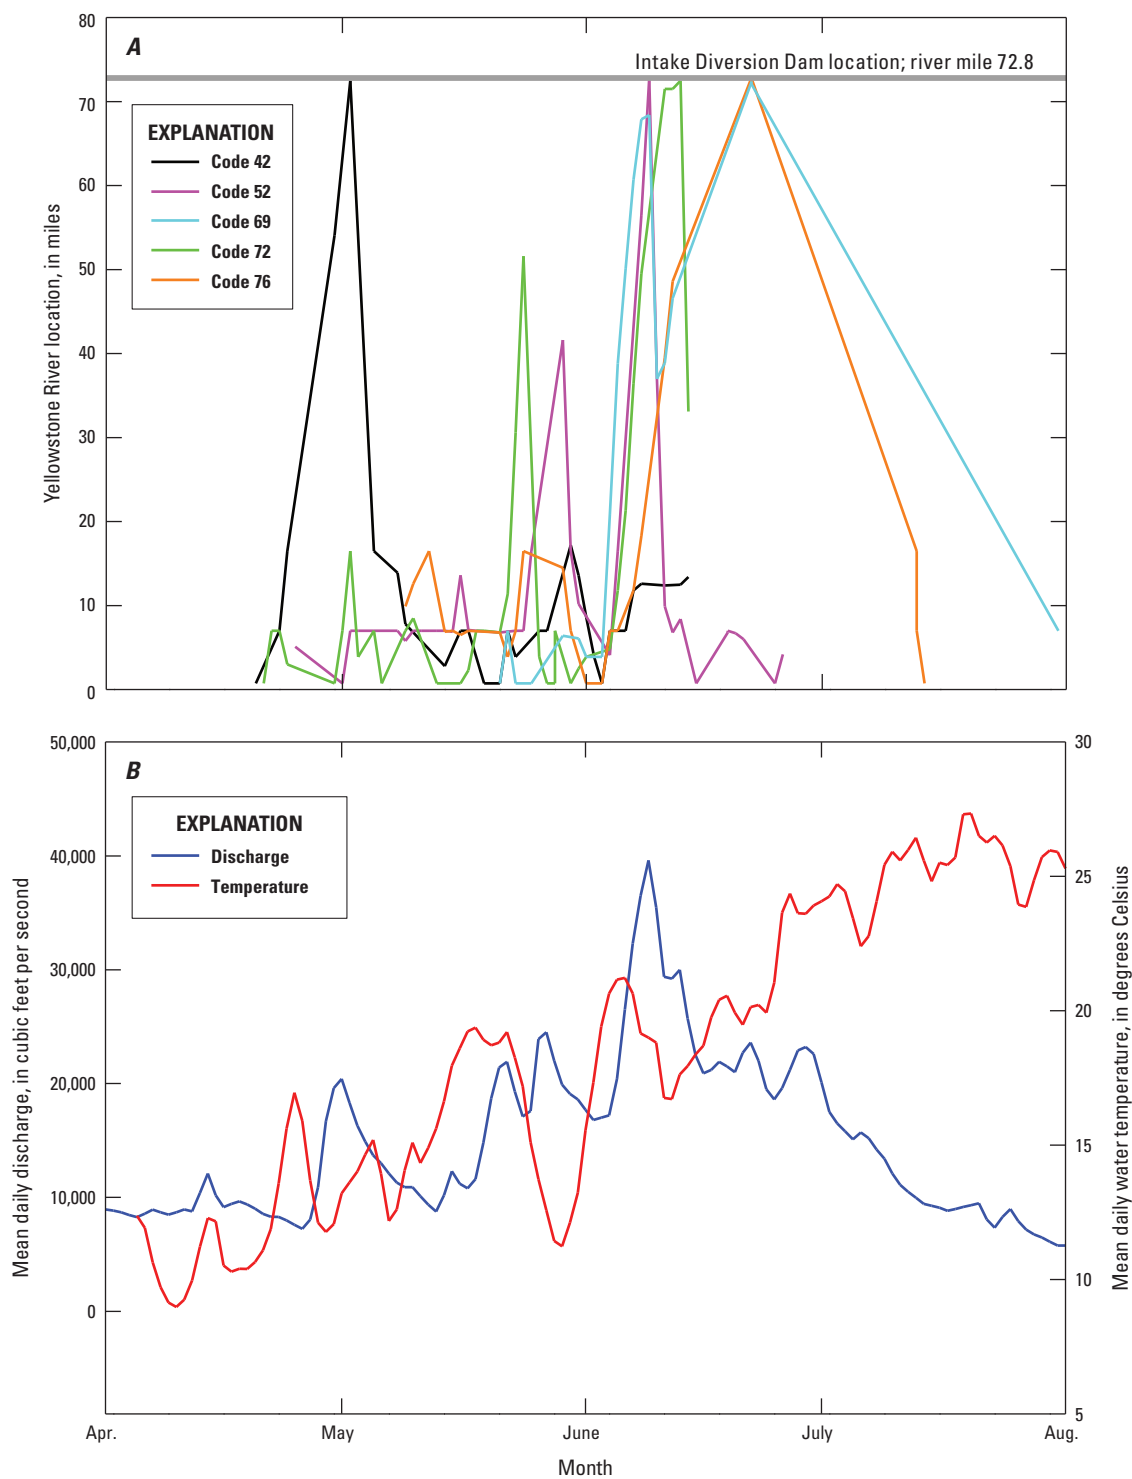 A
Intake Diversion Dam location; river mile 72.8
EXPLANATION
Code 42
Code 52
Code 69
Code 72
Code 76
80
70
60
50
40
30
20
10
0
Yellowstone River location, in miles
B
EXPLANATION
Discharge
Temperature
50,000
40,000
30,000
20,000
10,000
0
Mean daily discharge, in cubic feet per second
30
25
20
15
10
5
Mean daily water temperature, in degrees Celsius
Apr. May June July Aug.
Month